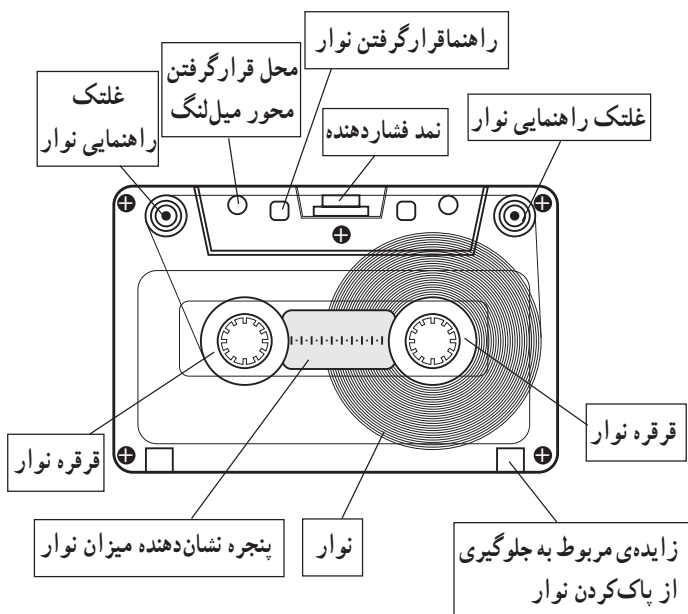 راهنماقرارگرفتن نوار
محل قرارگرفتن
محور میل‌لنگ
غلتک
راهنمایی نوار
نمد فشاردهنده
غلتک راهنمایی نوار
قرقره نوار
قرقره نوار
پنجره نشان‌دهنده میزان نوار
نوار
زایده‌ی مربوط به جلوگیری
از پاک‌کردن نوار